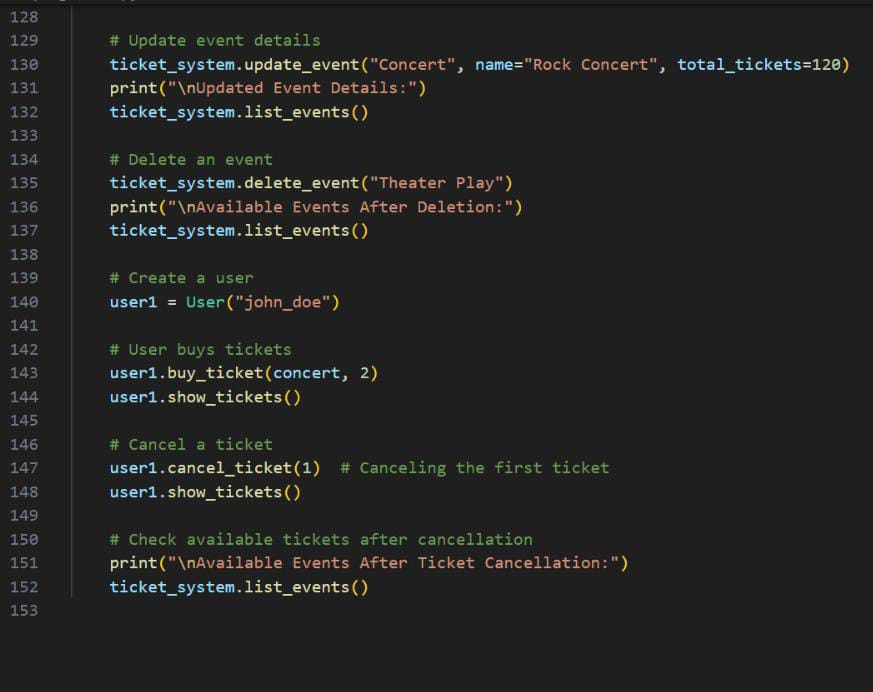 128
129 # Update event details
130 ticket_system.update_event("Concert", name="Rock Concert", total_tickets=120)
131 print("\nUpdated Event Details:")
132 ticket_system.list_events()
133
134 # Delete an event
135 ticket_system.delete_event("Theater Play")
136 print("\nAvailable Events After Deletion:")
137 ticket_system.list_events()
138
139 # Create a user
140 user1 = User("john_doe")
141
142 # User buys tickets
143 user1.buy_ticket(concert, 2)
144 user1.show_tickets()
145
146 # Cancel a ticket
147 user1.cancel_ticket(1)  # Canceling the first ticket
148 user1.show_tickets()
149
150 # Check available tickets after cancellation
151 print("\nAvailable Events After Ticket Cancellation:")
152 ticket_system.list_events()
153